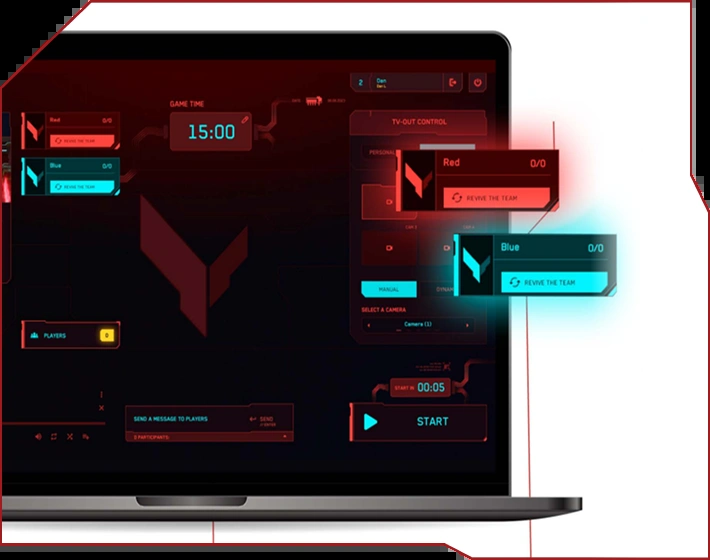 2
Dan
GAME TIME
15:00
Red
0/0
REVIVE THE TEAM
Blue
0/0
REVIVE THE TEAM
TV-OUT CONTROL
PERSONAL
Red
0/0
REVIVE THE TEAM
Blue
0/0
REVIVE THE TEAM
MANUAL
DYNAM
SELECT A CAMERA
Camera (1)
PLAYERS
START IN
00:05
SEND A MESSAGE TO PLAYERS
SEND
START